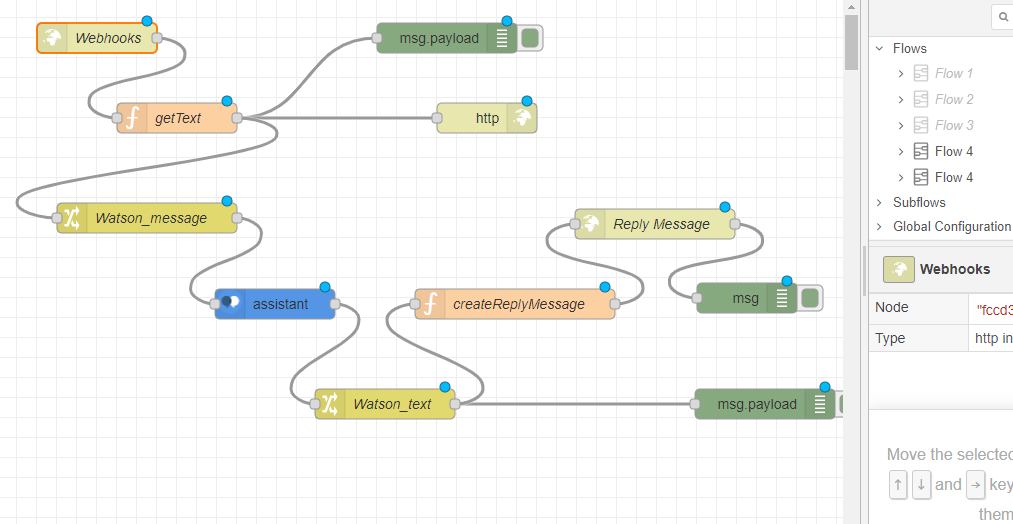 Webhooks
msg.payload
getText
http
Watson_message
Reply Message
assistant
createReplyMessage
msg
Watson_text
msg.payload
Flows
Flow 1
Flow 2
Flow 3
Flow 4
Flow 4
Subflows
Global Configuration
Webhooks
Node "fccd3
Type http in
Move the selected
↑ ↓ and → key
them